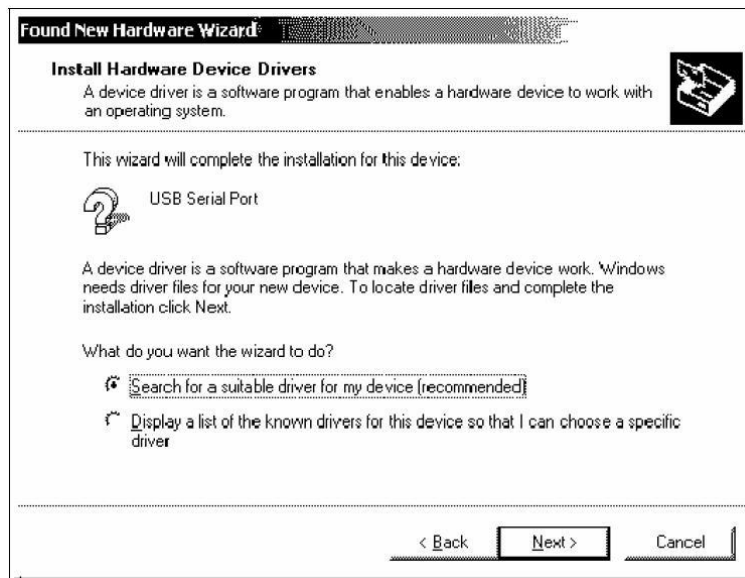 Found New Hardware Wizard
Install Hardware Device Drivers
A device driver is a software program that enables a hardware device to work with
an operating system.
This wizard will complete the installation for this device:
USB Serial Port
A device driver is a software program that makes a hardware device work. Windows
needs driver files for your new device. To locate driver files and complete the
installation click Next.
What do you want the wizard to do?
Search for a suitable driver for my device (recommended)
Display a list of the known drivers for this device so that I can choose a specific
driver
< Back
Next >
Cancel